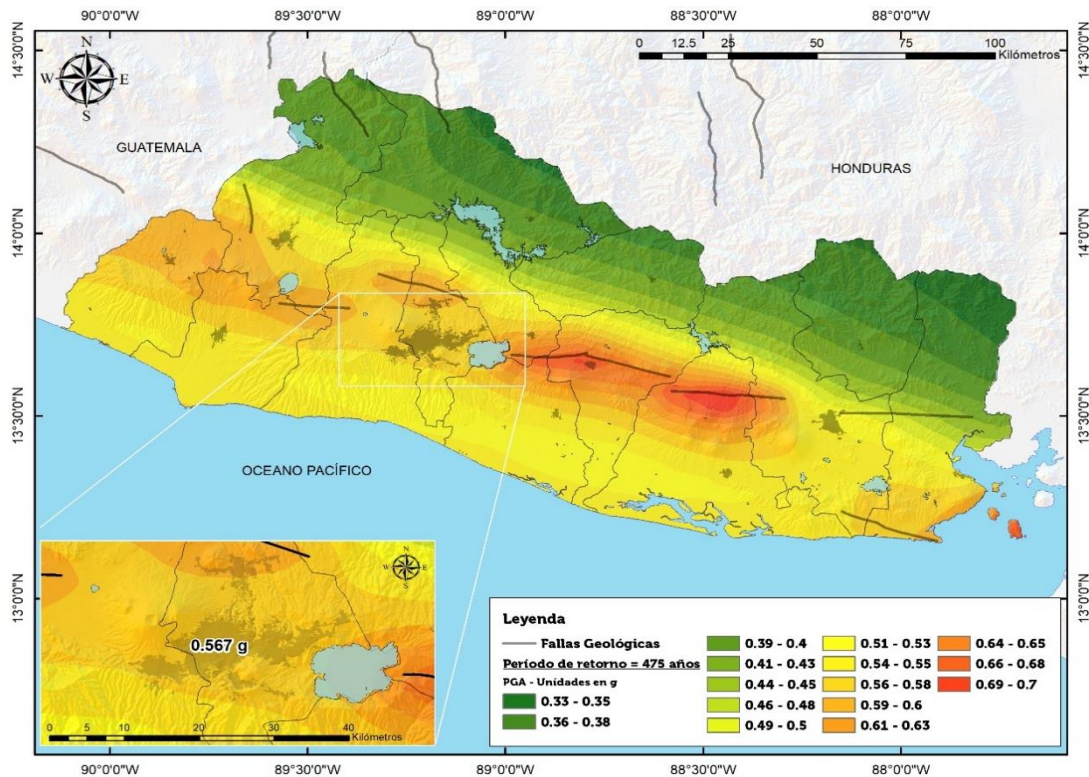 90°0'0"W 89°30'0"W 89°0'0"W 88°30'0"W 88°0'0"W
14°30'0"N
14°0'0"N
13°30'0"N
13°0'0"N
N
W E
S
0 12.5 25 50 75 100
Kilómetros
GUATEMALA
HONDURAS
OCEANO PACÍFICO
N
0.567 g
0 5 10 20 30 40
Kilómetros
Leyenda
Fallas Geológicas
Período de retorno = 475 años
PGA - Unidades en g
0.33 - 0.35
0.36 - 0.38
0.39 - 0.4
0.41 - 0.43
0.44 - 0.45
0.46 - 0.48
0.49 - 0.5
0.51 - 0.53
0.54 - 0.55
0.56 - 0.58
0.59 - 0.6
0.61 - 0.63
0.64 - 0.65
0.66 - 0.68
0.69 - 0.7
14°30'0"N
14°0'0"N
13°30'0"N
13°0'0"N
90°0'0"W 89°30'0"W 89°0'0"W 88°30'0"W 88°0'0"W